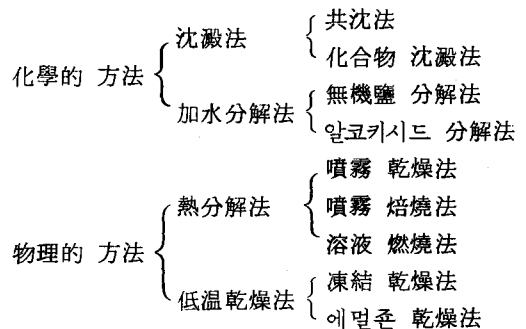 共沈法
沈澱法
化合物 沈澱法
化學的 方法
無機鹽 分解法
加水分解法
알코키시드 分解法
噴霧 乾燥法
熱分解法
噴霧 焙燒法
溶液 燃燒法
物理的 方法
凍結 乾燥法
低溫乾燥法
에멀죤 乾燥法